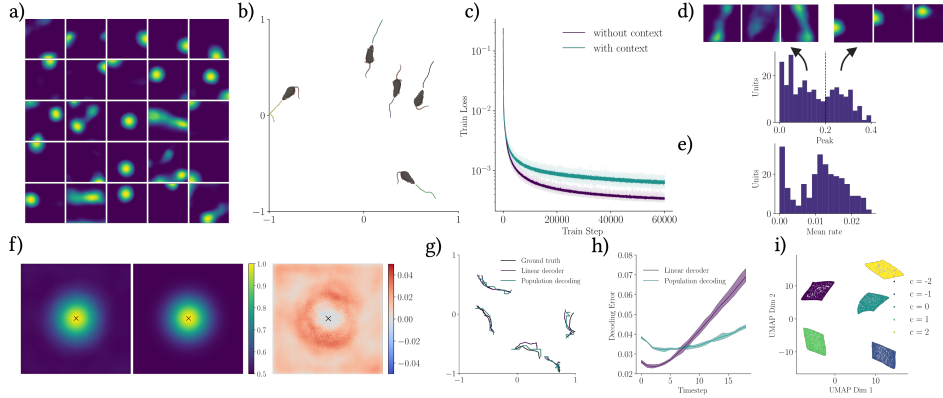 a)
b)
1
0
−1
−1
0
1
c)
without context
with context
Train Loss
10⁻¹
10⁻²
10⁻³
0
20000
40000
60000
Train Step
d)
Units
20
0
0.0
0.2
0.4
Peak
e)
Units
20
0
0.00
0.01
0.02
Mean rate
f)
1.0
0.9
0.8
0.7
0.6
0.5
0.04
0.02
0.00
−0.02
−0.04
g)
Ground truth
Linear decoder
Population decoding
1
0
−1
−1
0
1
h)
Linear decoder
Population decoding
Decoding Error
0.08
0.07
0.06
0.05
0.04
0.03
0.02
0
5
10
15
Timestep
i)
UMAP Dim 2
10
0
−10
0
10
UMAP Dim 1
c = -2
c = -1
c = 0
c = 1
c = 2